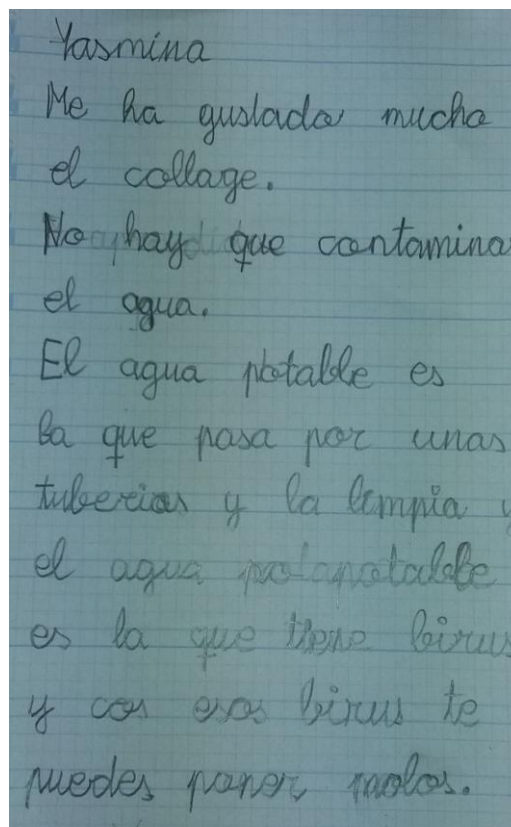 Yasmina
Me ha gustado mucho
el collage.
No hay que contamina
el agua.
El agua potable es
la que pasa por unas
tuberias y la limpia y
el agua
es la que tiene birus
y con esos birus te
puedes poner malos.